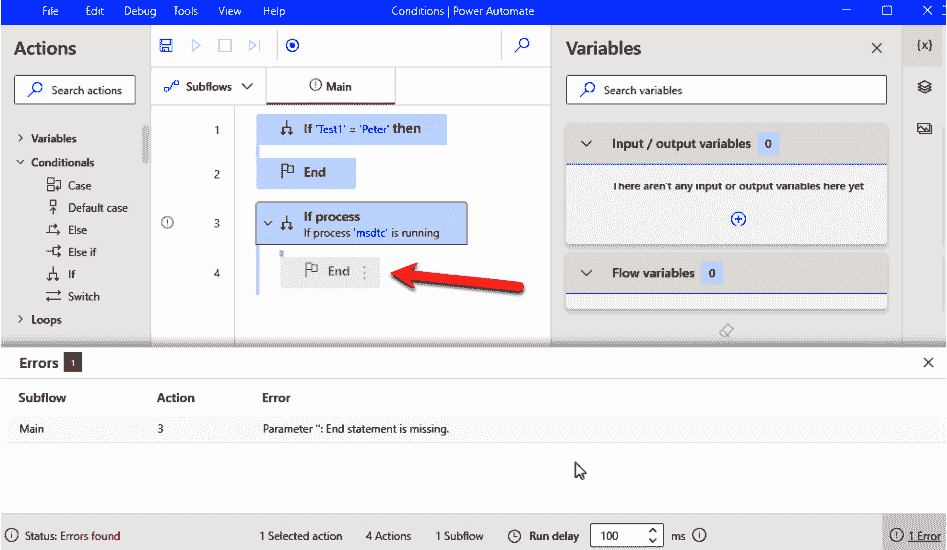 File Edit Debug Tools View Help Conditions | Power Automate
Actions
Search actions
Variables
Conditionals
Case
Default case
Else
Else if
If
Switch
Loops
Subflows Main
1 If 'Test1' = 'Peter' then
2 End
3 If process
If process 'msdtc' is running
4 End
Variables
{x}
Search variables
Input / output variables 0
There aren't any input or output variables here yet
Flow variables 0
Errors 1
Subflow Action Error
Main 3 Parameter '': End statement is missing.
Status: Errors found 1 Selected action 4 Actions 1 Subflow Run delay 100 ms 1 Error